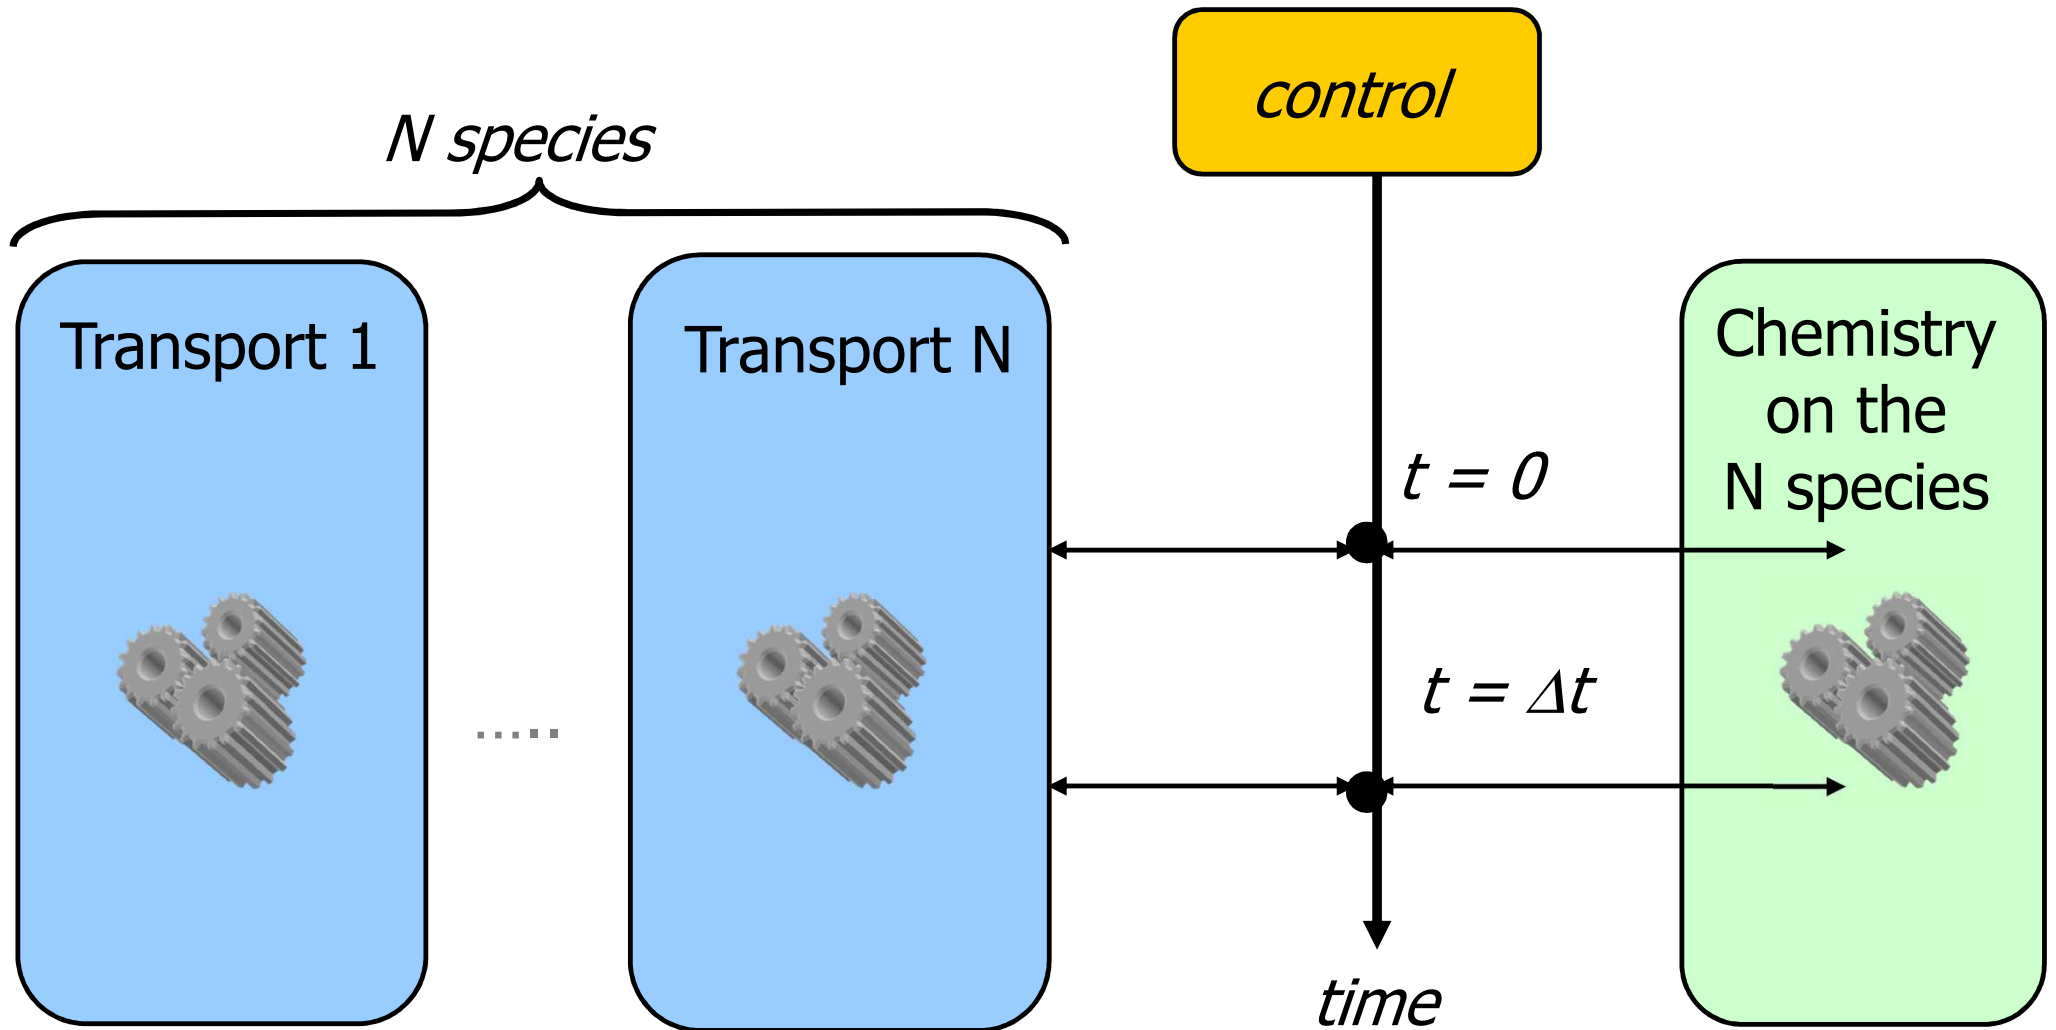 control
N species
Transport 1
Transport N
Chemistry
on the
N species
t = 0
t = Δt
.....
time